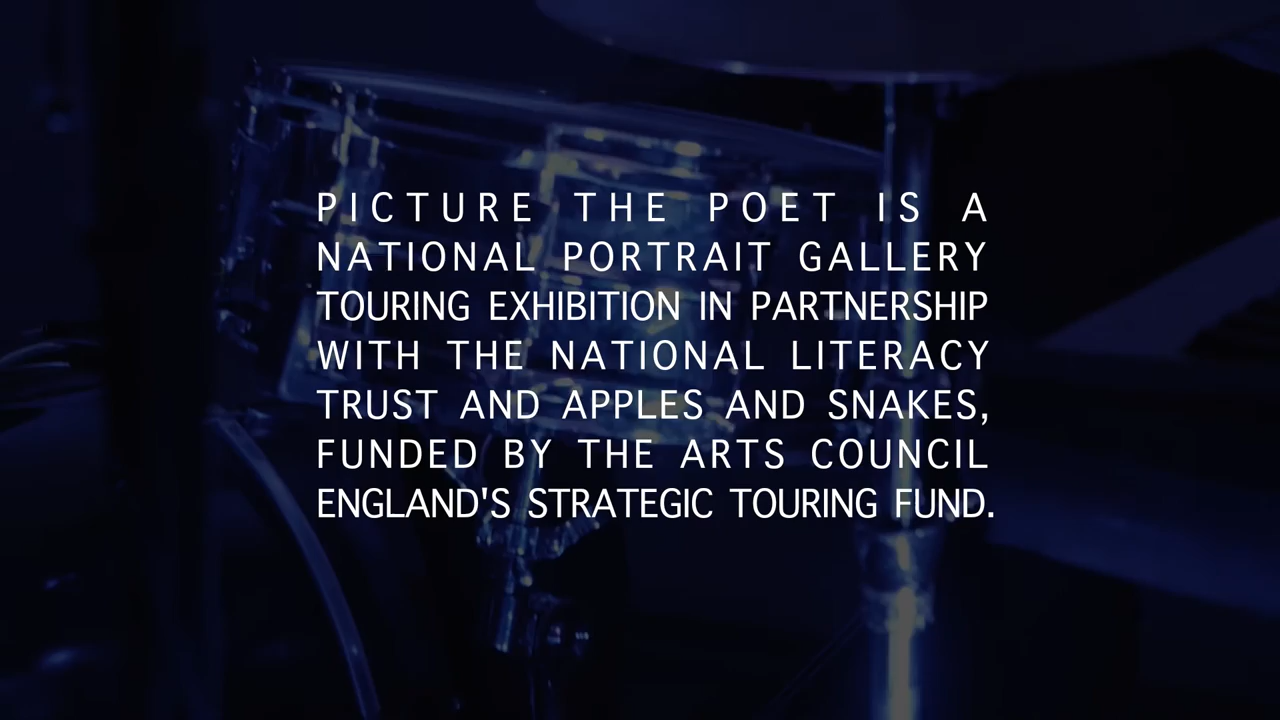 PICTURE THE POET IS A
NATIONAL PORTRAIT GALLERY
TOURING EXHIBITION IN PARTNERSHIP
WITH THE NATIONAL LITERACY
TRUST AND APPLES AND SNAKES,
FUNDED BY THE ARTS COUNCIL
ENGLAND'S STRATEGIC TOURING FUND.